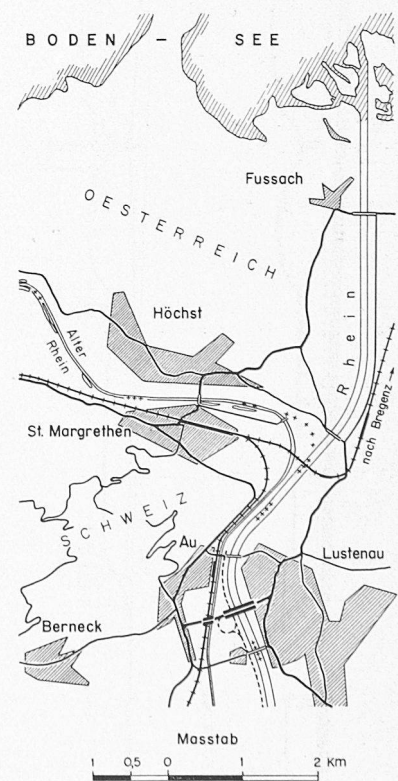 BODEN - SEE
Fussach
OESTERREICH
Höchst
Rhein
Alter
Rhein
nach Bregenz
St. Margrethen
SCHWEIZ
Au
Lustenau
Berneck
Masstab
1 0,5 0 1 2 Km